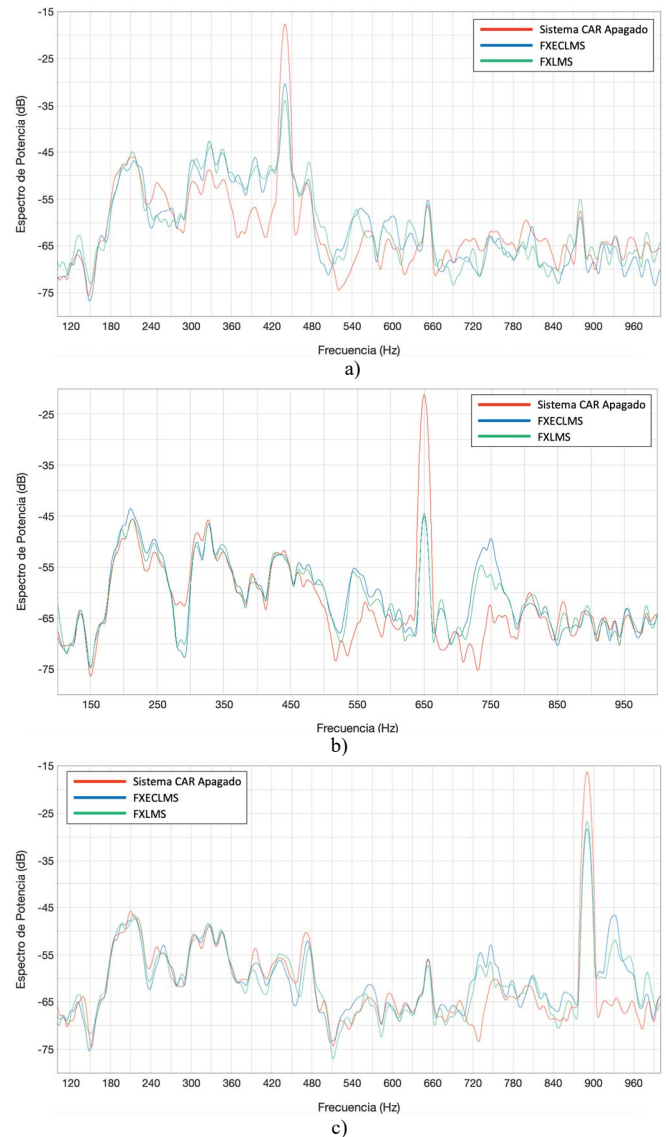 -15
-25
-35
-45
-55
-65
-75
Espectro de Potencia (dB)
Sistema CAR Apagado
FXECLMS
FXLMS
120 180 240 300 360 420 480 540 600 660 720 780 840 900 960
Frecuencia (Hz)
a)
-25
-35
-45
-55
-65
-75
Espectro de Potencia (dB)
Sistema CAR Apagado
FXECLMS
FXLMS
150 250 350 450 550 650 750 850 950
Frecuencia (Hz)
b)
-15
-25
-35
-45
-55
-65
-75
Espectro de Potencia (dB)
Sistema CAR Apagado
FXECLMS
FXLMS
120 180 240 300 360 420 480 540 600 660 720 780 840 900 960
Frecuencia (Hz)
c)